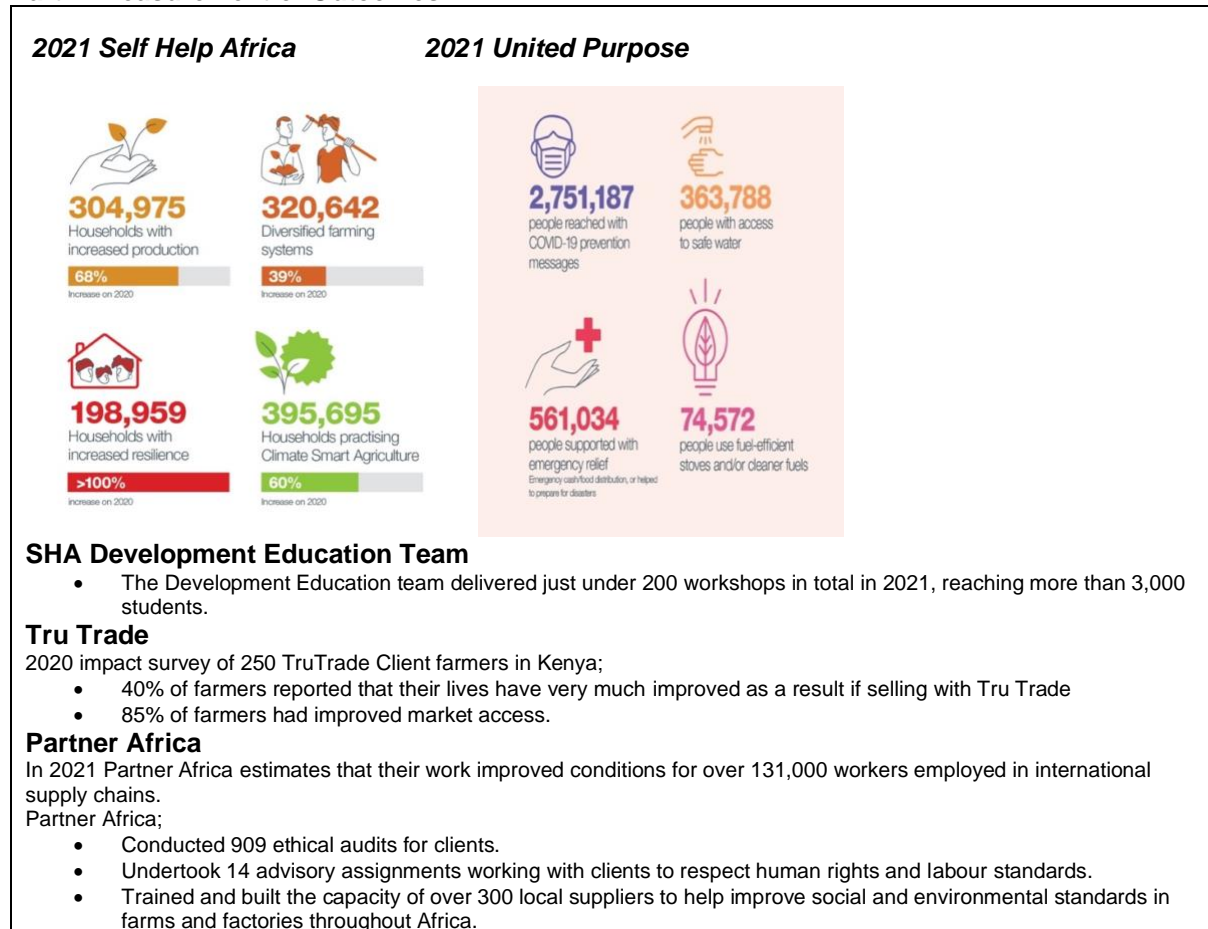 2021 Self Help Africa
2021 United Purpose
304,975
Households with
increased production
68%
Increase on 2020
320,642
Diversified farming
systems
39%
Increase on 2020
198,959
Households with
increased resilience
>100%
increase on 2020
395,695
Households practising
Climate Smart Agriculture
60%
Increase on 2020
2,751,187
people reached with
COVID-19 prevention
messages
363,788
people with access
to safe water
561,034
people supported with
emergency relief
Emergency cash/food distribution, or helped
to prepare for disasters
74,572
people use fuel-efficient
stoves and/or cleaner fuels
SHA Development Education Team
• The Development Education team delivered just under 200 workshops in total in 2021, reaching more than 3,000
students.
Tru Trade
2020 impact survey of 250 TruTrade Client farmers in Kenya;
• 40% of farmers reported that their lives have very much improved as a result if selling with Tru Trade
• 85% of farmers had improved market access.
Partner Africa
In 2021 Partner Africa estimates that their work improved conditions for over 131,000 workers employed in international
supply chains.
Partner Africa;
• Conducted 909 ethical audits for clients.
• Undertook 14 advisory assignments working with clients to respect human rights and labour standards.
• Trained and built the capacity of over 300 local suppliers to help improve social and environmental standards in
farms and factories throughout Africa.